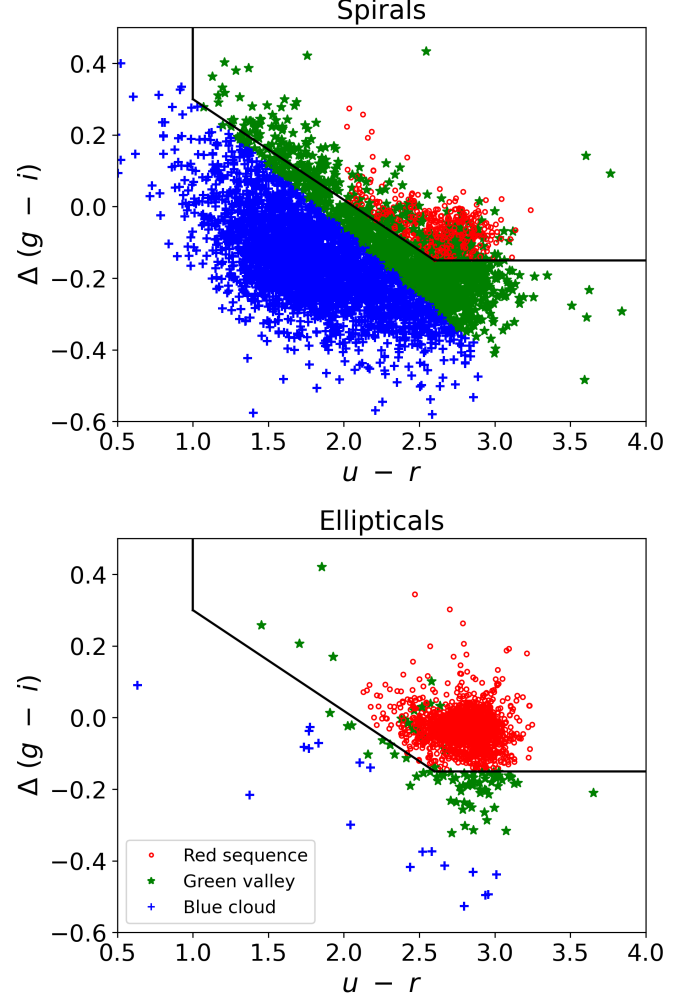 Spirals
0.4
0.2
0.0
−0.2
−0.4
−0.6
Δ (g − i)
0.5 1.0 1.5 2.0 2.5 3.0 3.5 4.0
u − r
Ellipticals
0.4
0.2
0.0
−0.2
−0.4
−0.6
Δ (g − i)
Red sequence
Green valley
Blue cloud
0.5 1.0 1.5 2.0 2.5 3.0 3.5 4.0
u − r